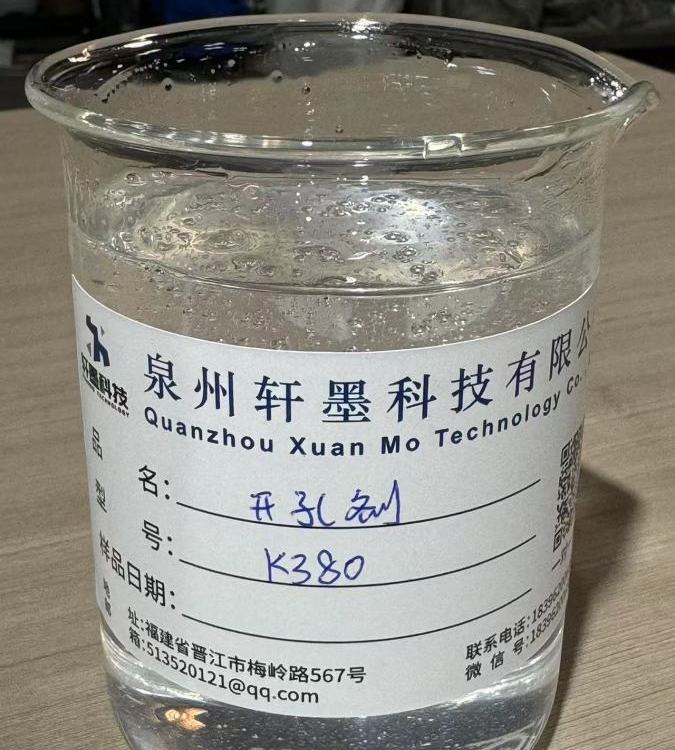 轩墨科技
TECHNOLOGY
泉州轩墨科技有限公
Quanzhou Xuan Mo Technology Co.
品 名：开孔剂
型 号：K380
样品日期：
地 址：福建省晋江市梅岭路567号
邮 箱：513520121@qq.com
联系电话：1839620
微 信 号：1839620